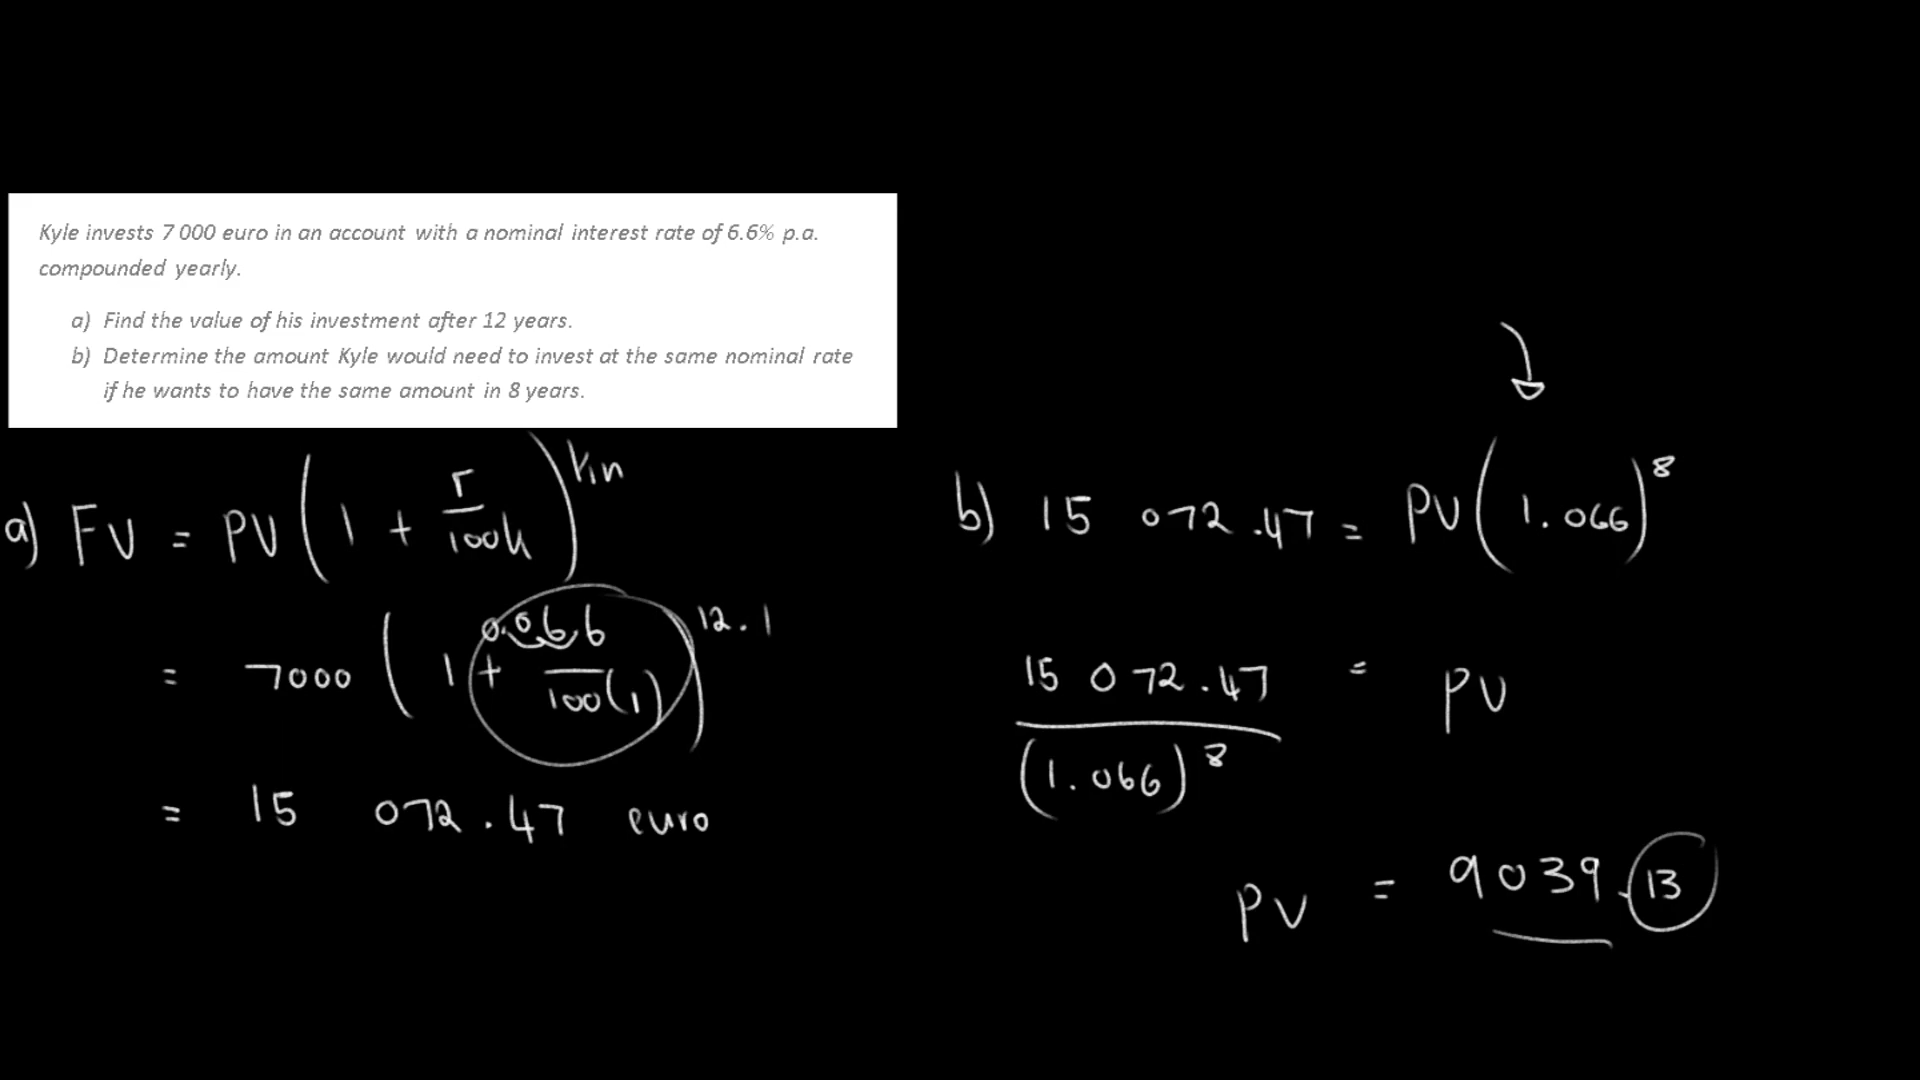 Kyle invests 7 000 euro in an account with a nominal interest rate of 6.6% p.a.
compounded yearly.
a) Find the value of his investment after 12 years.
b) Determine the amount Kyle would need to invest at the same nominal rate
if he wants to have the same amount in 8 years.
a) FV = PV ( 1 + r/100k )^kn
= 7000 ( 1 + 0.066/100(1) )^12.1
= 15 072.47 euro
b) 15 072.47 = PV ( 1.066 )^8
15 072.47 / (1.066)^8 = PV
PV = 9039.13